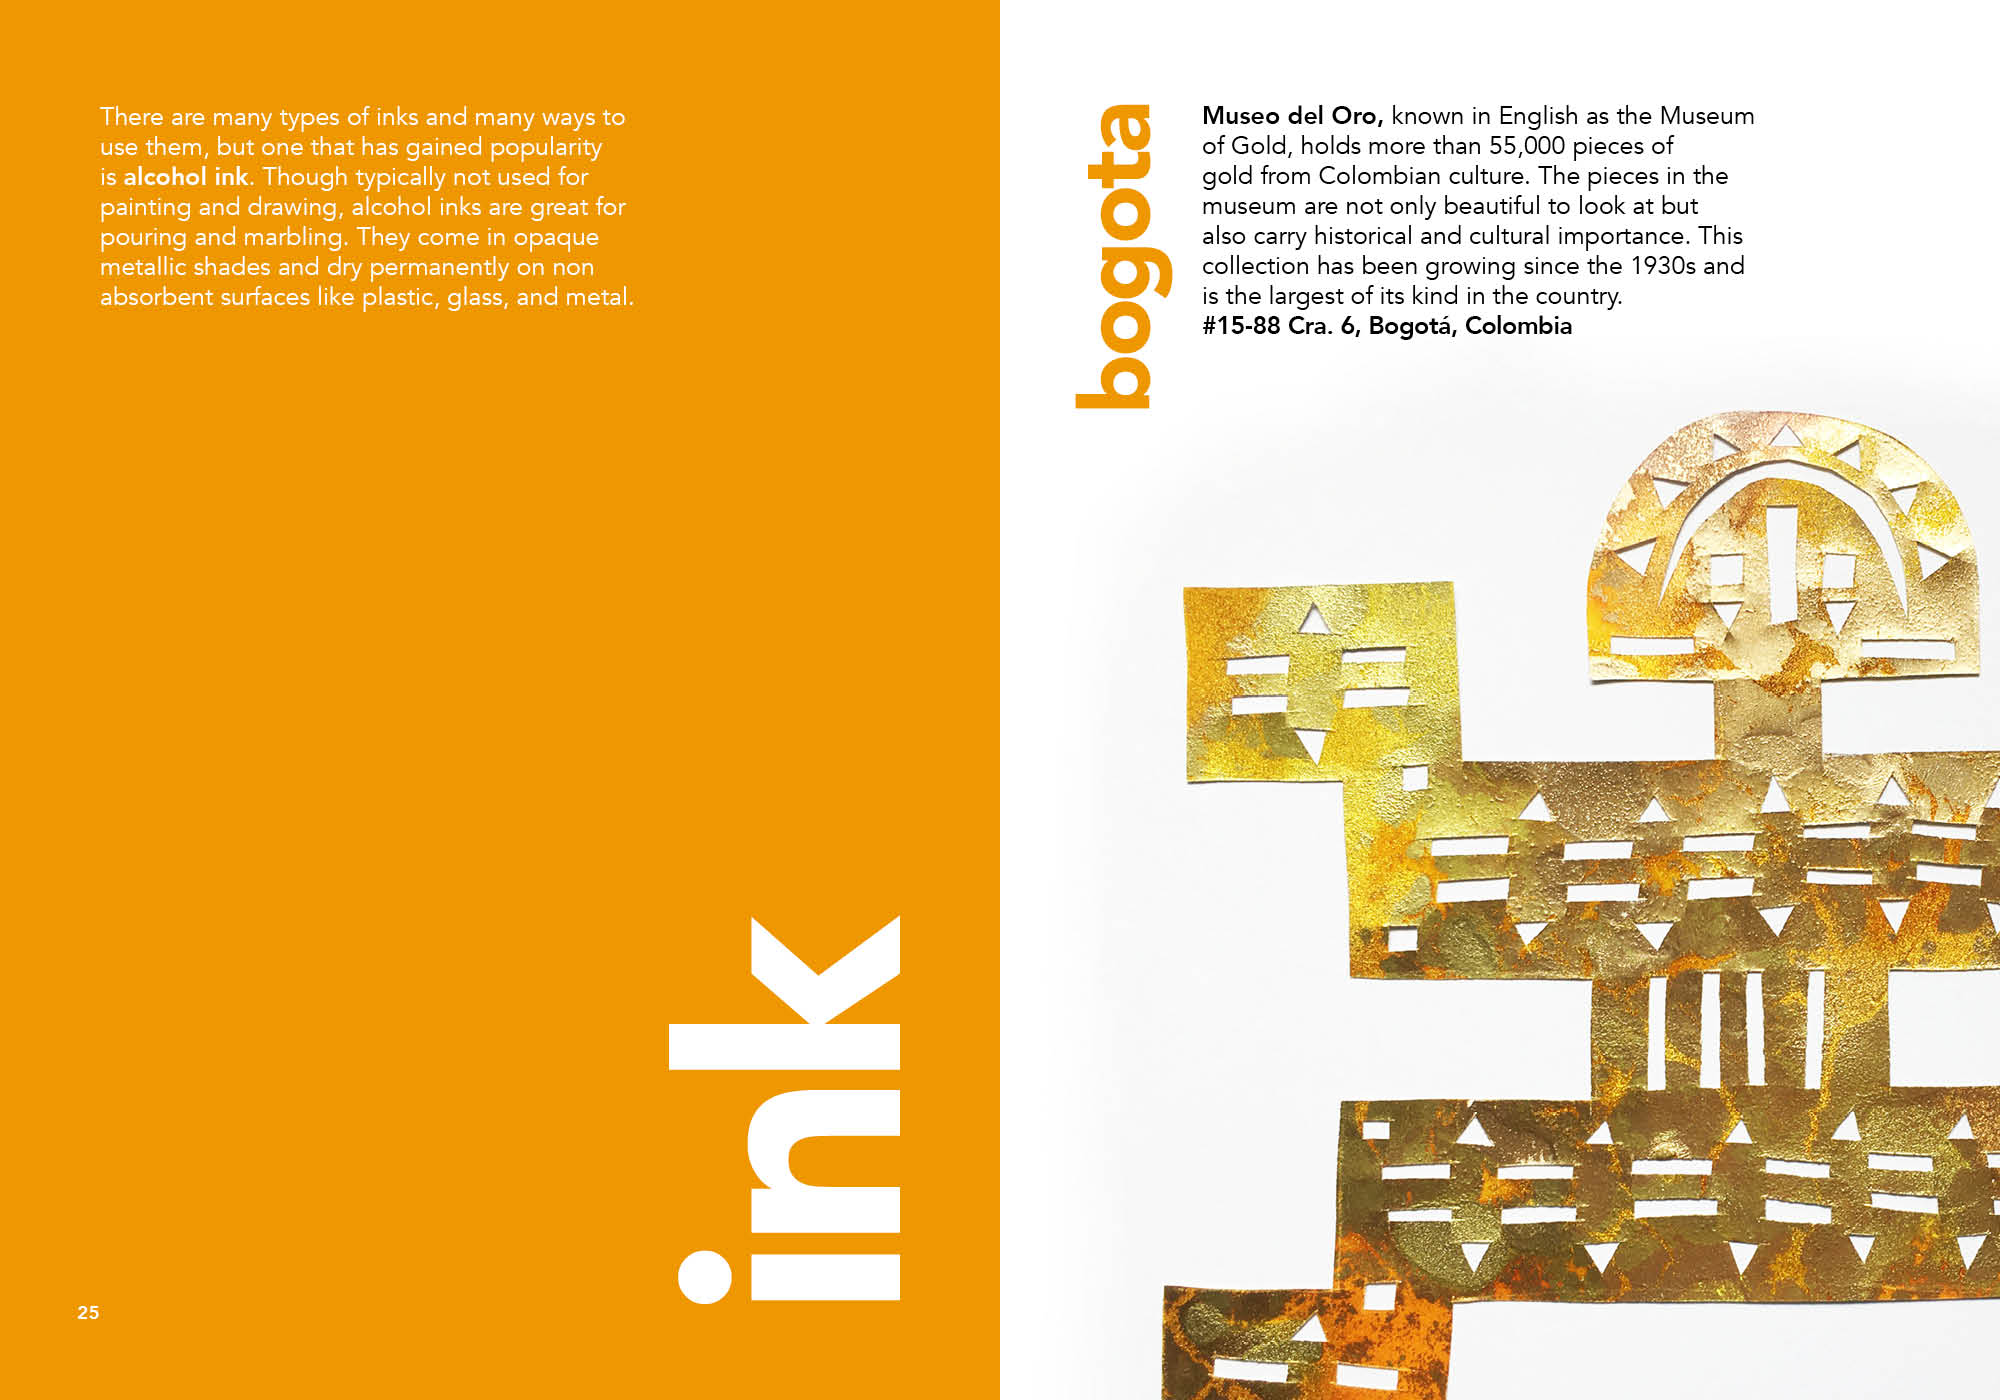 There are many types of inks and many ways to
use them, but one that has gained popularity
is alcohol ink. Though typically not used for
painting and drawing, alcohol inks are great for
pouring and marbling. They come in opaque
metallic shades and dry permanently on non
absorbent surfaces like plastic, glass, and metal.
ink
25
bogota
Museo del Oro, known in English as the Museum
of Gold, holds more than 55,000 pieces of
gold from Colombian culture. The pieces in the
museum are not only beautiful to look at but
also carry historical and cultural importance. This
collection has been growing since the 1930s and
is the largest of its kind in the country.
#15-88 Cra. 6, Bogotá, Colombia